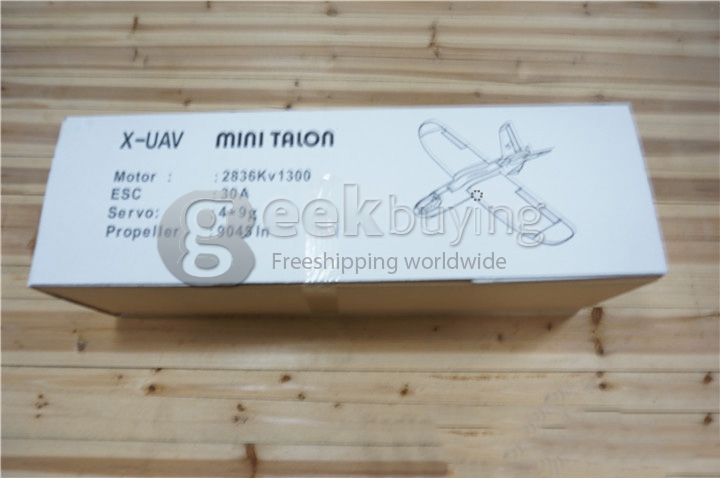 X-UAV MINI TALON
Motor : : 2836Kv1300
ESC : 30A
Servo: : 4*9g
Propeller : 9045In
geekbuying
Freeshipping worldwide